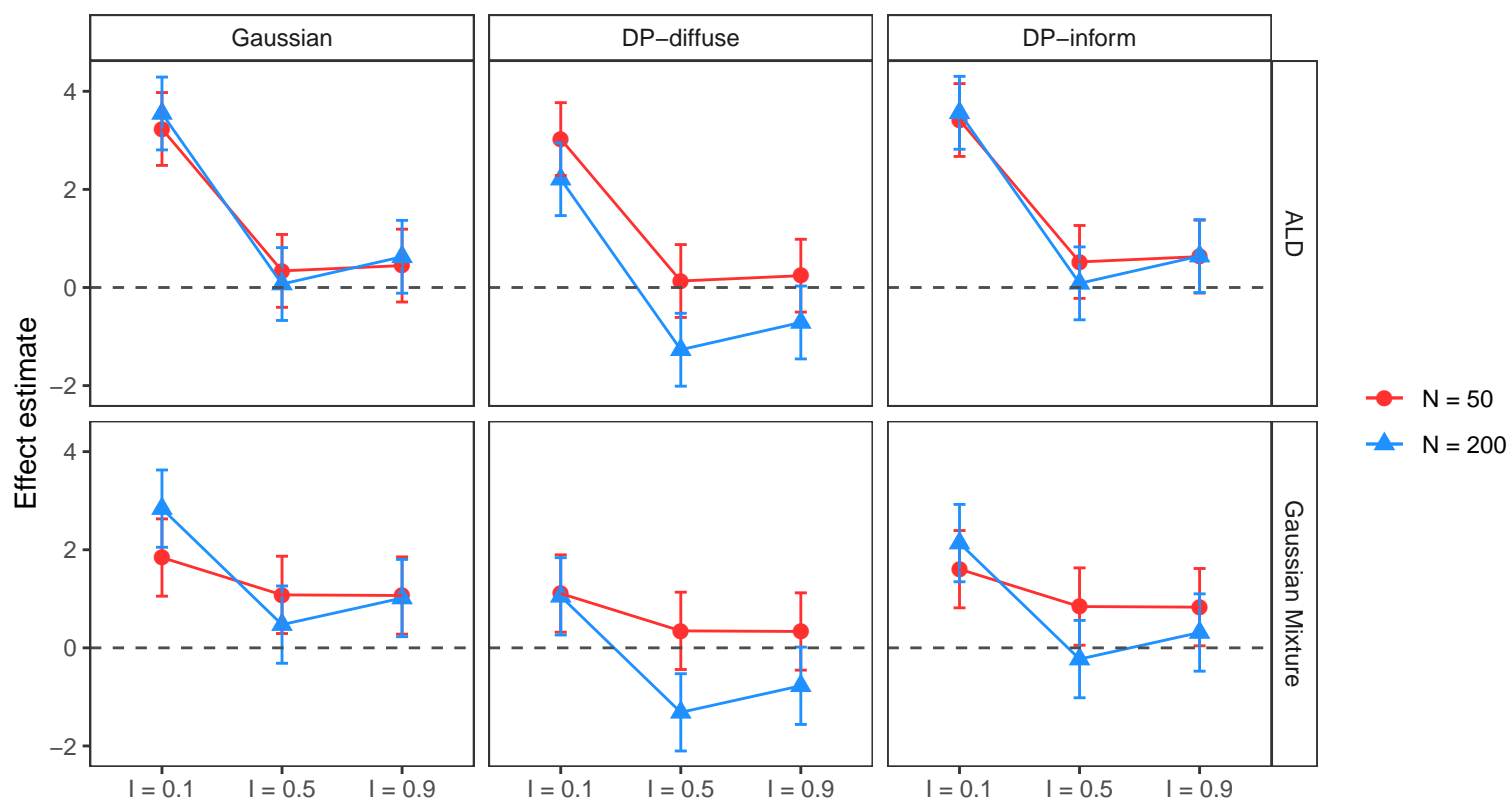 Gaussian
DP−diffuse
DP−inform
Effect estimate
4
2
0
−2
ALD
4
2
0
−2
Gaussian Mixture
I = 0.1
I = 0.5
I = 0.9
I = 0.1
I = 0.5
I = 0.9
I = 0.1
I = 0.5
I = 0.9
N = 50
N = 200